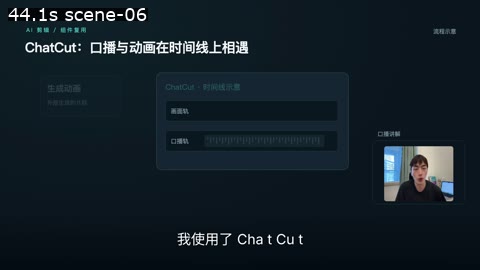 44.1s scene-06
AI 剪辑 / 组件复用
流程示意
ChatCut：口播与动画在时间线上相遇
生成动画
ChatCut · 时间线示意
画面轨
口播轨
口播讲解
我使用了 Cha t Cu t